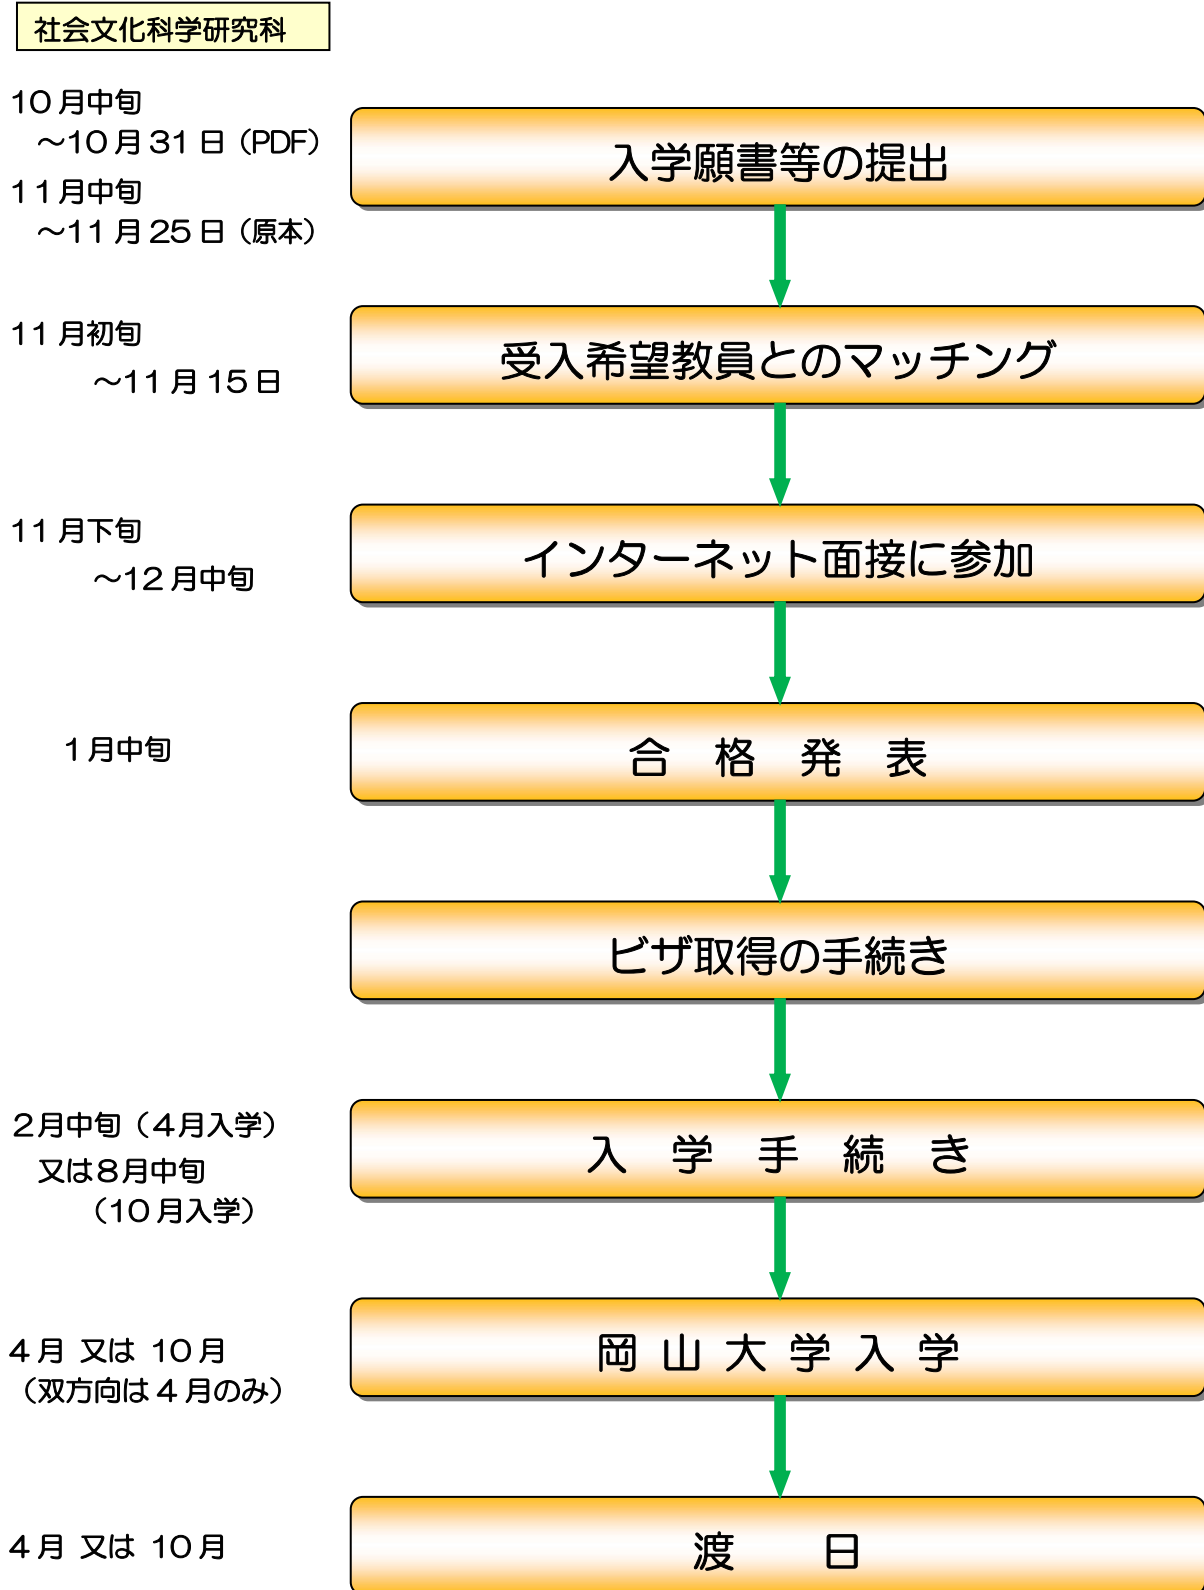 社会文化科学研究科
10月中旬
～10月31日（PDF）
11月中旬
～11月25日（原本）
入学願書等の提出
11月初旬
～11月15日
受入希望教員とのマッチング
11月下旬
～12月中旬
インターネット面接に参加
1月中旬
合　格　発　表
ビザ取得の手続き
2月中旬（4月入学）
又は8月中旬
（10月入学）
入　学　手　続　き
4月 又は 10月
（双方向は4月のみ）
岡 山 大 学 入 学
4月 又は 10月
渡　　日